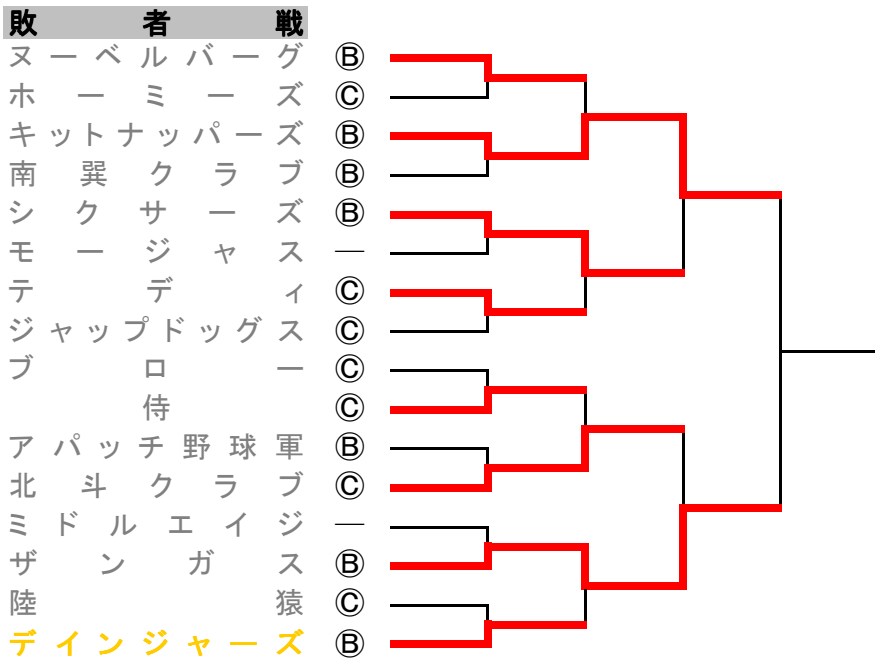 敗者戦
ヌーベルバーグ Ⓑ
ホーミーズ Ⓒ
キットナッパーズ Ⓑ
南巽クラブ Ⓑ
シクサーズ Ⓑ
モージャス ―
テディ Ⓒ
ジャップドッグス Ⓒ
ブロー Ⓒ
侍 Ⓒ
アパッチ野球軍 Ⓑ
北斗クラブ Ⓒ
ミドルエイジ ―
ザンガス Ⓑ
陸猿 Ⓒ
デインジャーズ Ⓑ